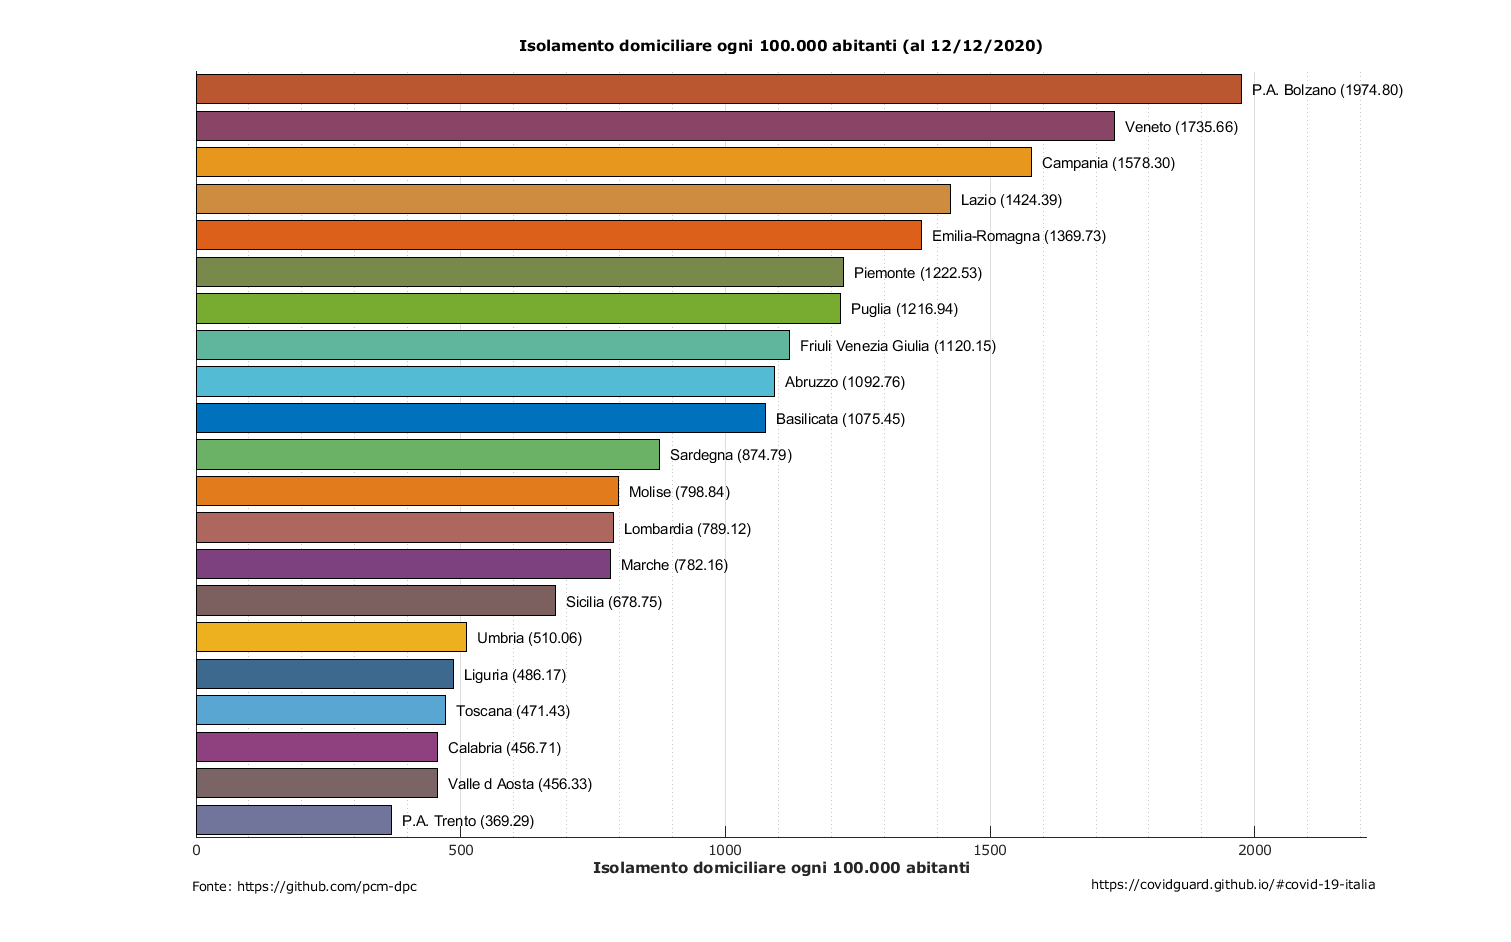 Isolamento domiciliare ogni 100.000 abitanti (al 12/12/2020)
P.A. Bolzano (1974.80)
Veneto (1735.66)
Campania (1578.30)
Lazio (1424.39)
Emilia-Romagna (1369.73)
Piemonte (1222.53)
Puglia (1216.94)
Friuli Venezia Giulia (1120.15)
Abruzzo (1092.76)
Basilicata (1075.45)
Sardegna (874.79)
Molise (798.84)
Lombardia (789.12)
Marche (782.16)
Sicilia (678.75)
Umbria (510.06)
Liguria (486.17)
Toscana (471.43)
Calabria (456.71)
Valle d Aosta (456.33)
P.A. Trento (369.29)
0 500 1000 1500 2000
Isolamento domiciliare ogni 100.000 abitanti
Fonte: https://github.com/pcm-dpc
https://covidguard.github.io/#covid-19-italia